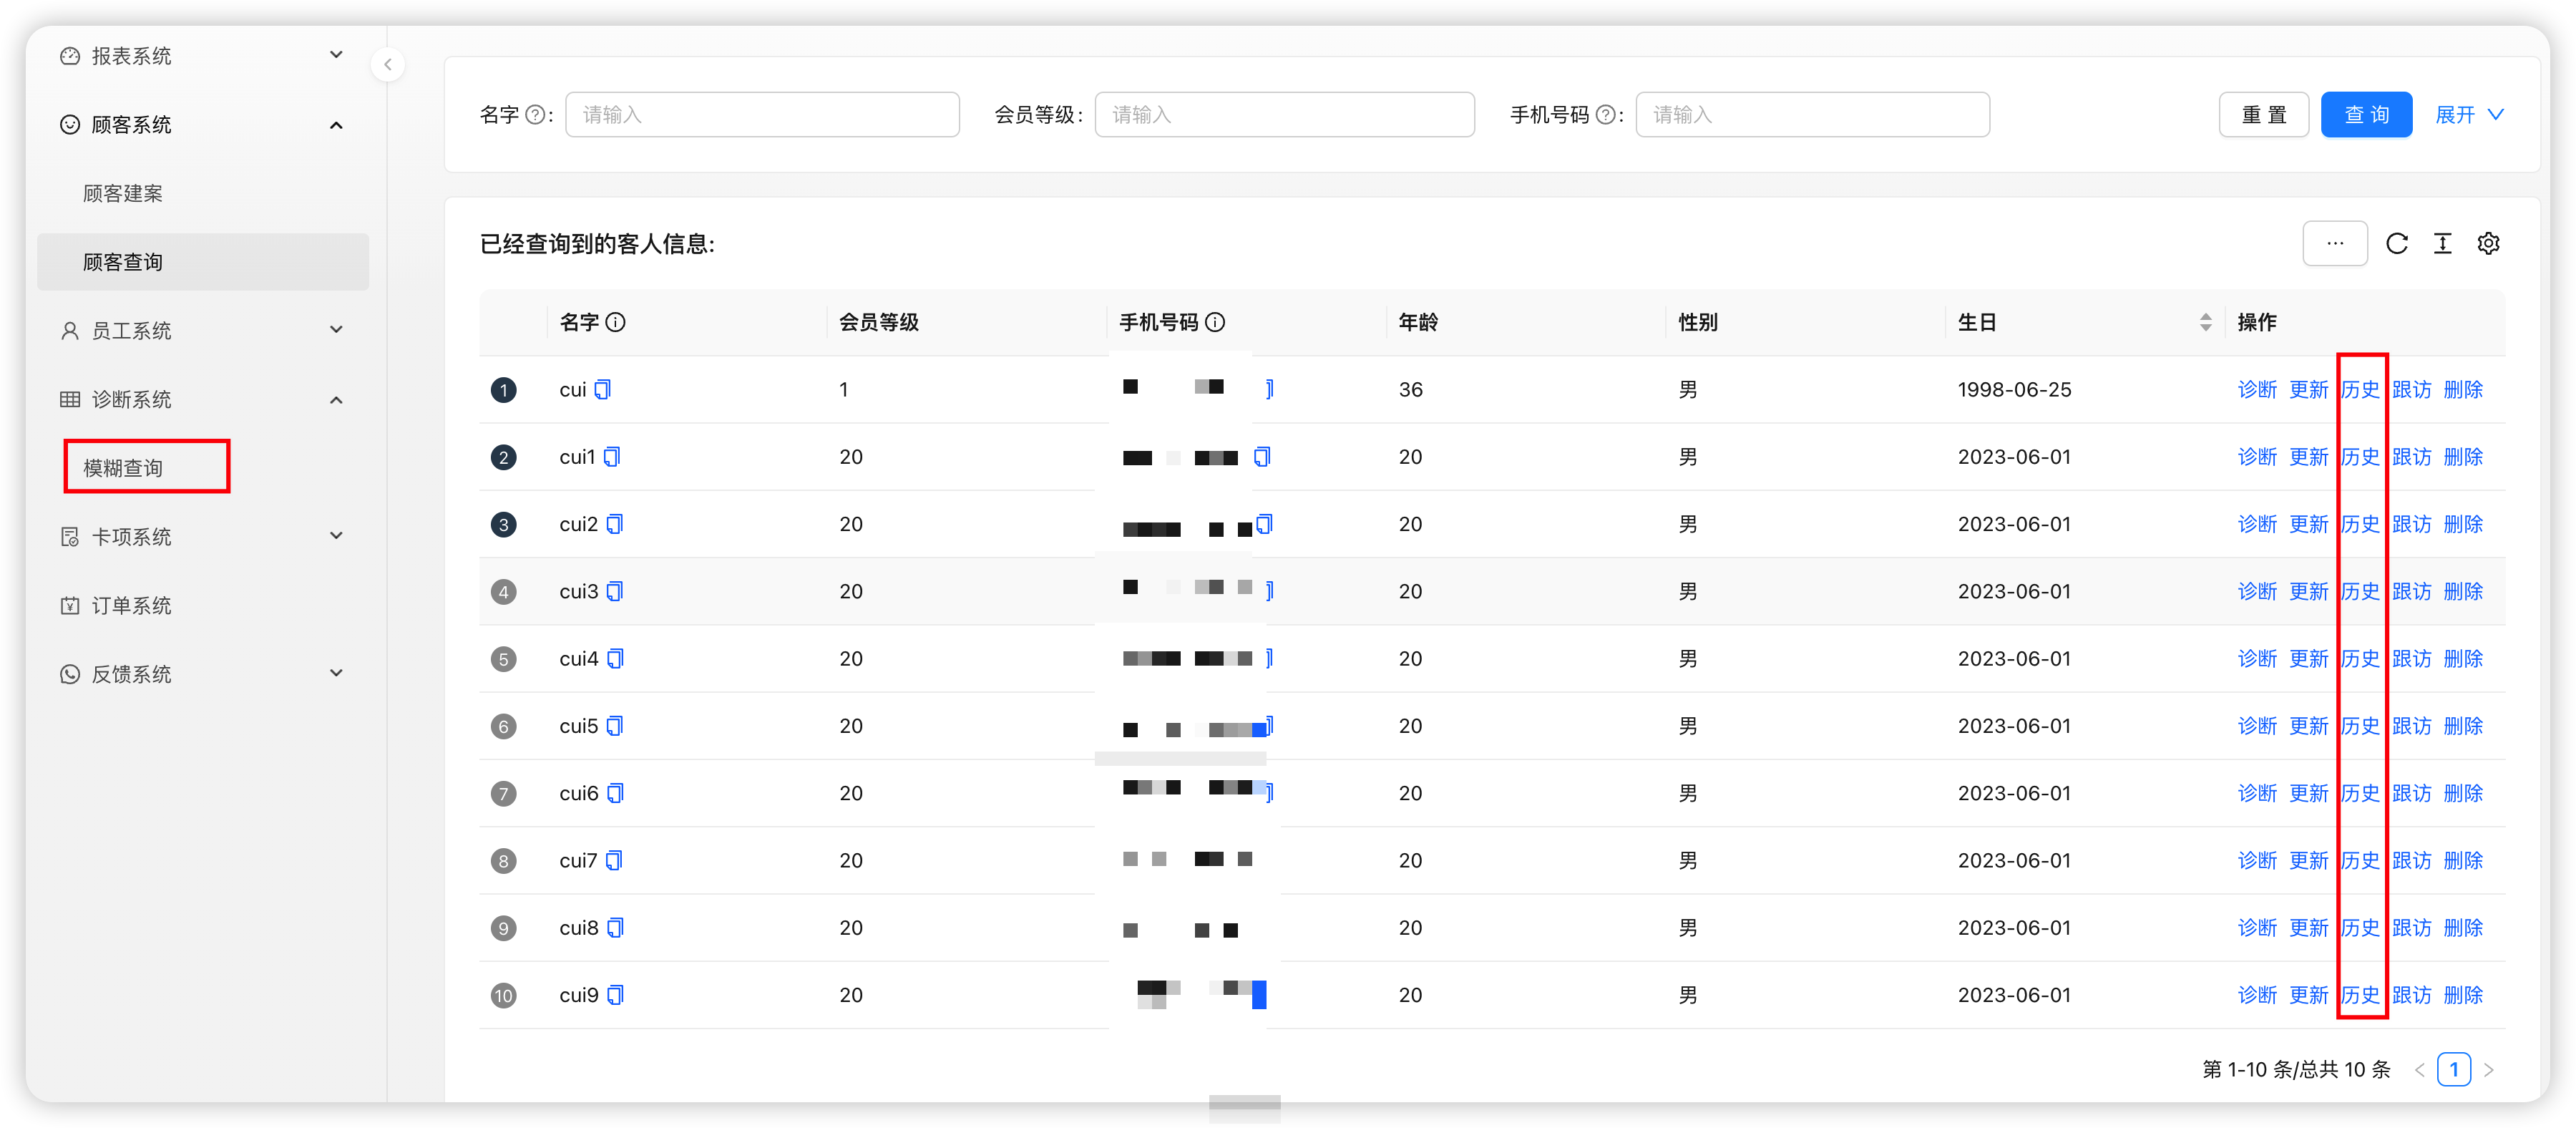 报表系统
顾客系统
顾客建案
顾客查询
员工系统
诊断系统
模糊查询
卡项系统
订单系统
反馈系统
名字 ? : 请输入 会员等级 : 请输入 手机号码 ? : 请输入 重 置 查 询 展开
已经查询到的客人信息: ...
名字 会员等级 手机号码 年龄 性别 生日 操作
1 cui 1 36 男 1998-06-25 诊断 更新 历史 跟访 删除
2 cui1 20 20 男 2023-06-01 诊断 更新 历史 跟访 删除
3 cui2 20 20 男 2023-06-01 诊断 更新 历史 跟访 删除
4 cui3 20 20 男 2023-06-01 诊断 更新 历史 跟访 删除
5 cui4 20 20 男 2023-06-01 诊断 更新 历史 跟访 删除
6 cui5 20 20 男 2023-06-01 诊断 更新 历史 跟访 删除
7 cui6 20 20 男 2023-06-01 诊断 更新 历史 跟访 删除
8 cui7 20 20 男 2023-06-01 诊断 更新 历史 跟访 删除
9 cui8 20 20 男 2023-06-01 诊断 更新 历史 跟访 删除
10 cui9 20 20 男 2023-06-01 诊断 更新 历史 跟访 删除
第 1-10 条/总共 10 条 < 1 >